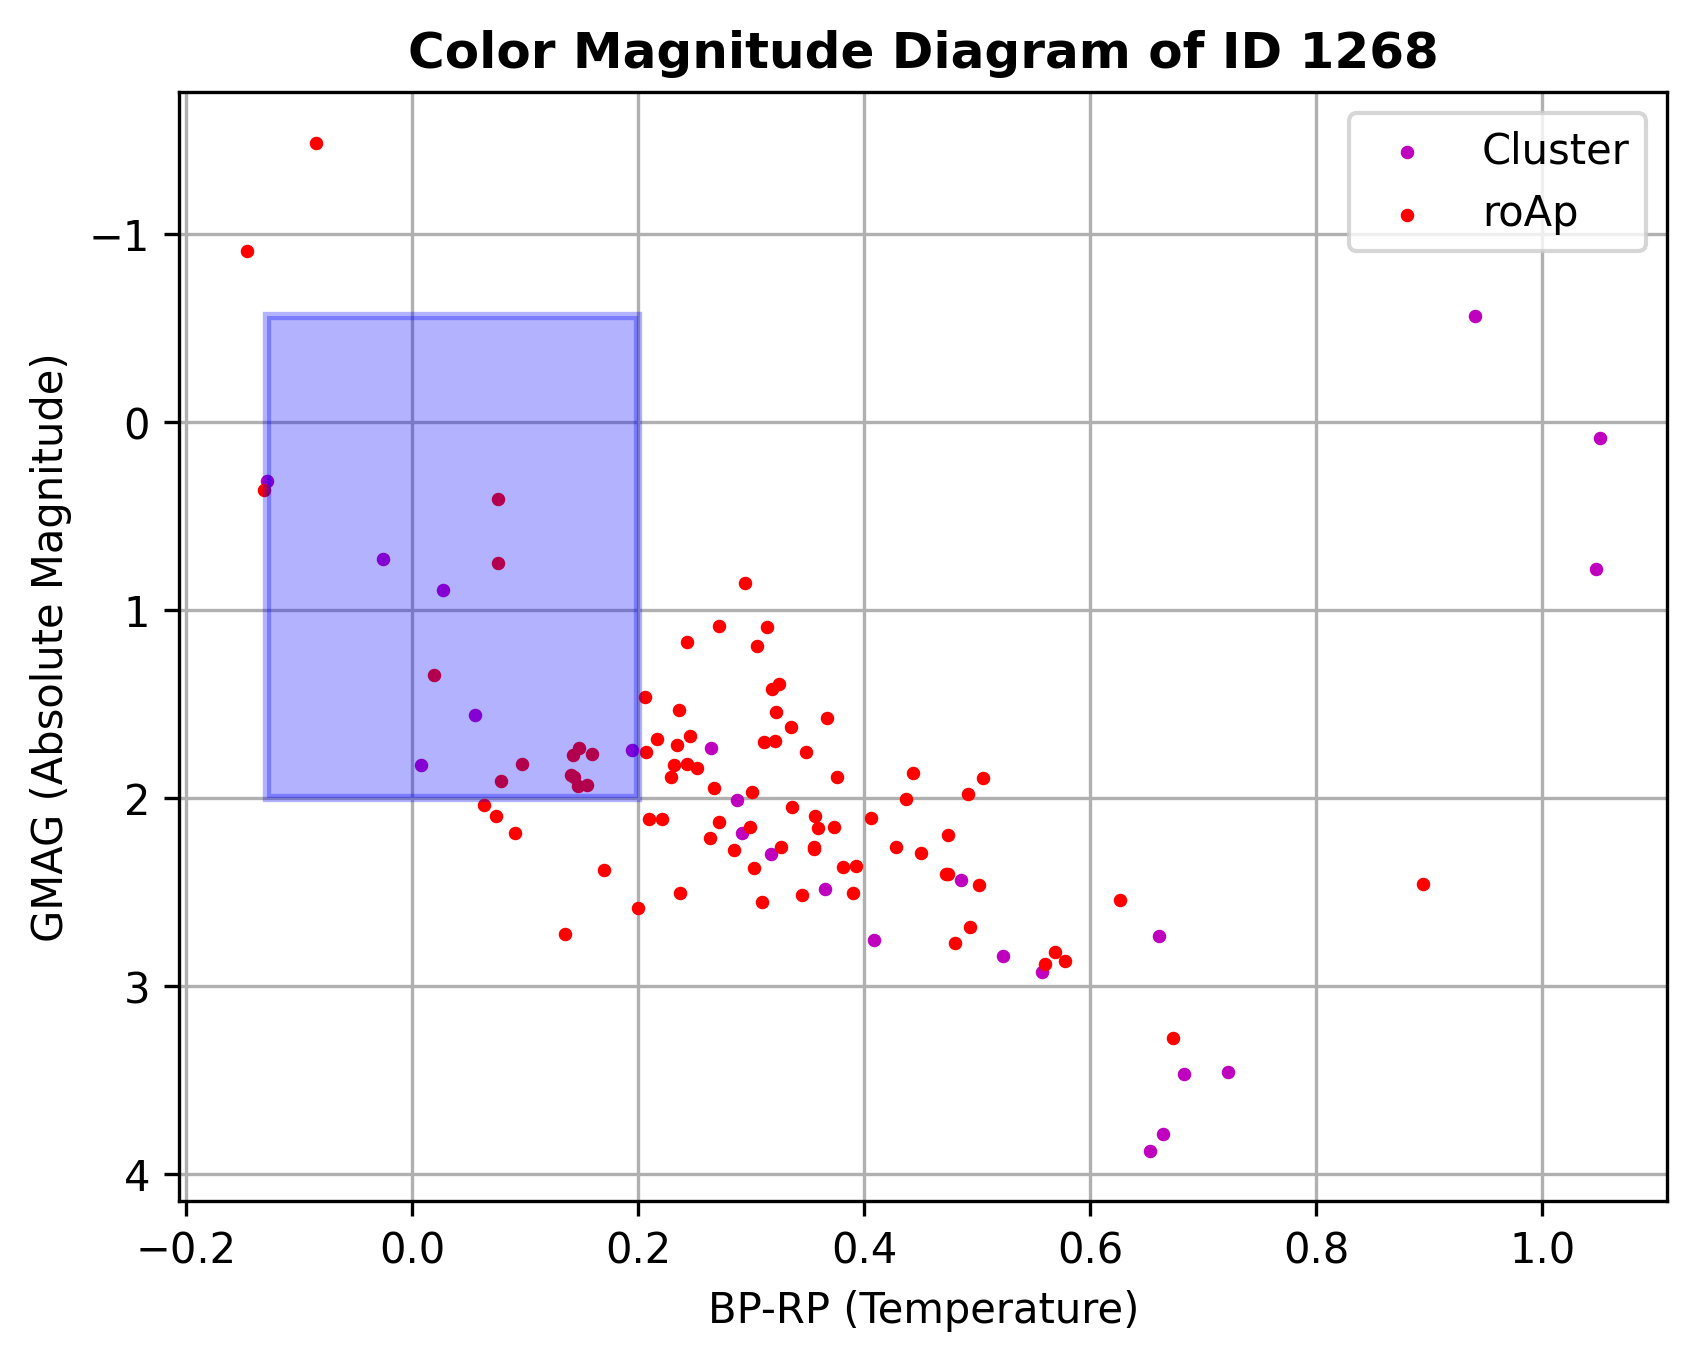 Color Magnitude Diagram of ID 1268
Cluster
roAp
−1
0
1
2
3
4
GMAG (Absolute Magnitude)
−0.2 0.0 0.2 0.4 0.6 0.8 1.0
BP-RP (Temperature)